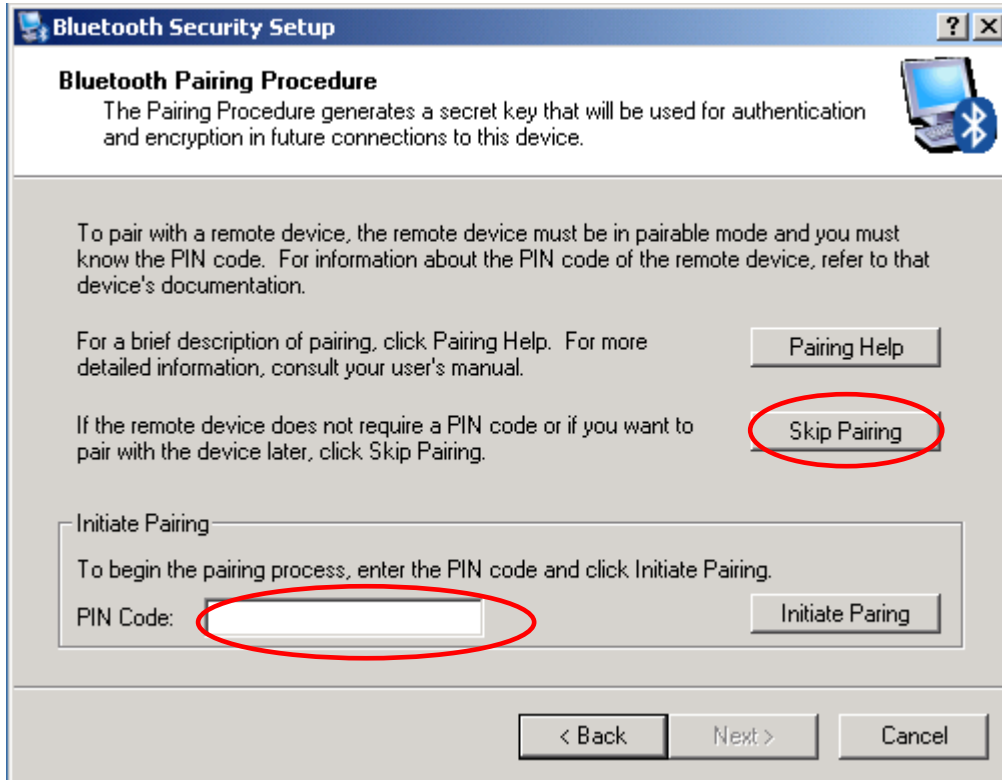 Bluetooth Security Setup
Bluetooth Pairing Procedure
The Pairing Procedure generates a secret key that will be used for authentication
and encryption in future connections to this device.
To pair with a remote device, the remote device must be in pairable mode and you must
know the PIN code.  For information about the PIN code of the remote device, refer to that
device's documentation.
For a brief description of pairing, click Pairing Help.  For more
detailed information, consult your user's manual.
Pairing Help
If the remote device does not require a PIN code or if you want to
pair with the device later, click Skip Pairing.
Skip Pairing
Initiate Pairing
To begin the pairing process, enter the PIN code and click Initiate Pairing.
PIN Code:
Initiate Paring
< Back
Next >
Cancel